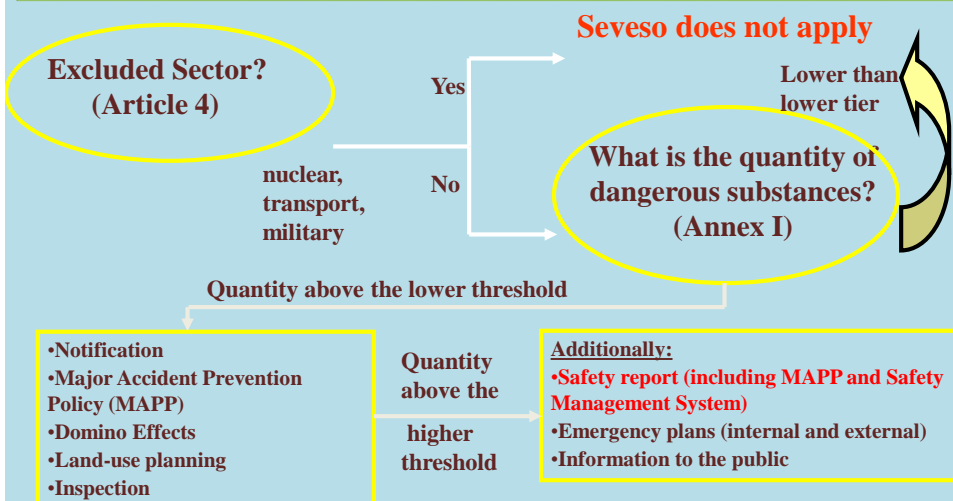 Seveso does not apply
Excluded Sector?
(Article 4)
Yes
Lower than
lower tier
nuclear,
transport,
military
No
What is the quantity of
dangerous substances?
(Annex I)
Quantity above the lower threshold
•Notification
•Major Accident Prevention
Policy (MAPP)
•Domino Effects
•Land-use planning
•Inspection
Quantity
above the
higher
threshold
Additionally:
•Safety report (including MAPP and Safety
Management System)
•Emergency plans (internal and external)
•Information to the public